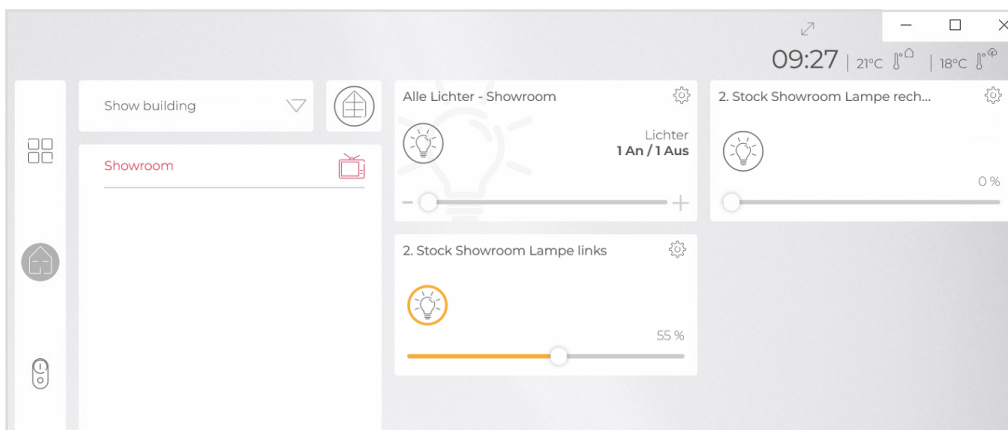 09:27 | 21°C | 18°C
Show building
Showroom
Alle Lichter - Showroom
Lichter
1 An / 1 Aus
2. Stock Showroom Lampe rech...
0 %
2. Stock Showroom Lampe links
55 %